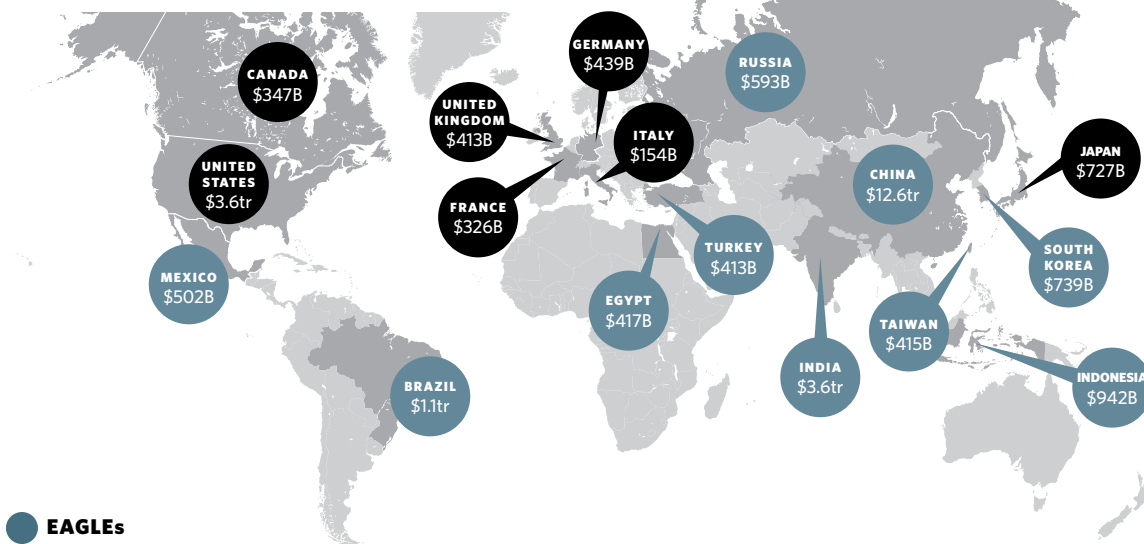 GERMANY
$439B
CANADA
$347B
RUSSIA
$593B
UNITED
KINGDOM
$413B
ITALY
$154B
JAPAN
$727B
UNITED
STATES
$3.6tr
CHINA
$12.6tr
FRANCE
$326B
TURKEY
$413B
SOUTH
KOREA
$739B
MEXICO
$502B
EGYPT
$417B
TAIWAN
$415B
INDIA
$3.6tr
INDONESIA
$942B
BRAZIL
$1.1tr
EAGLEs